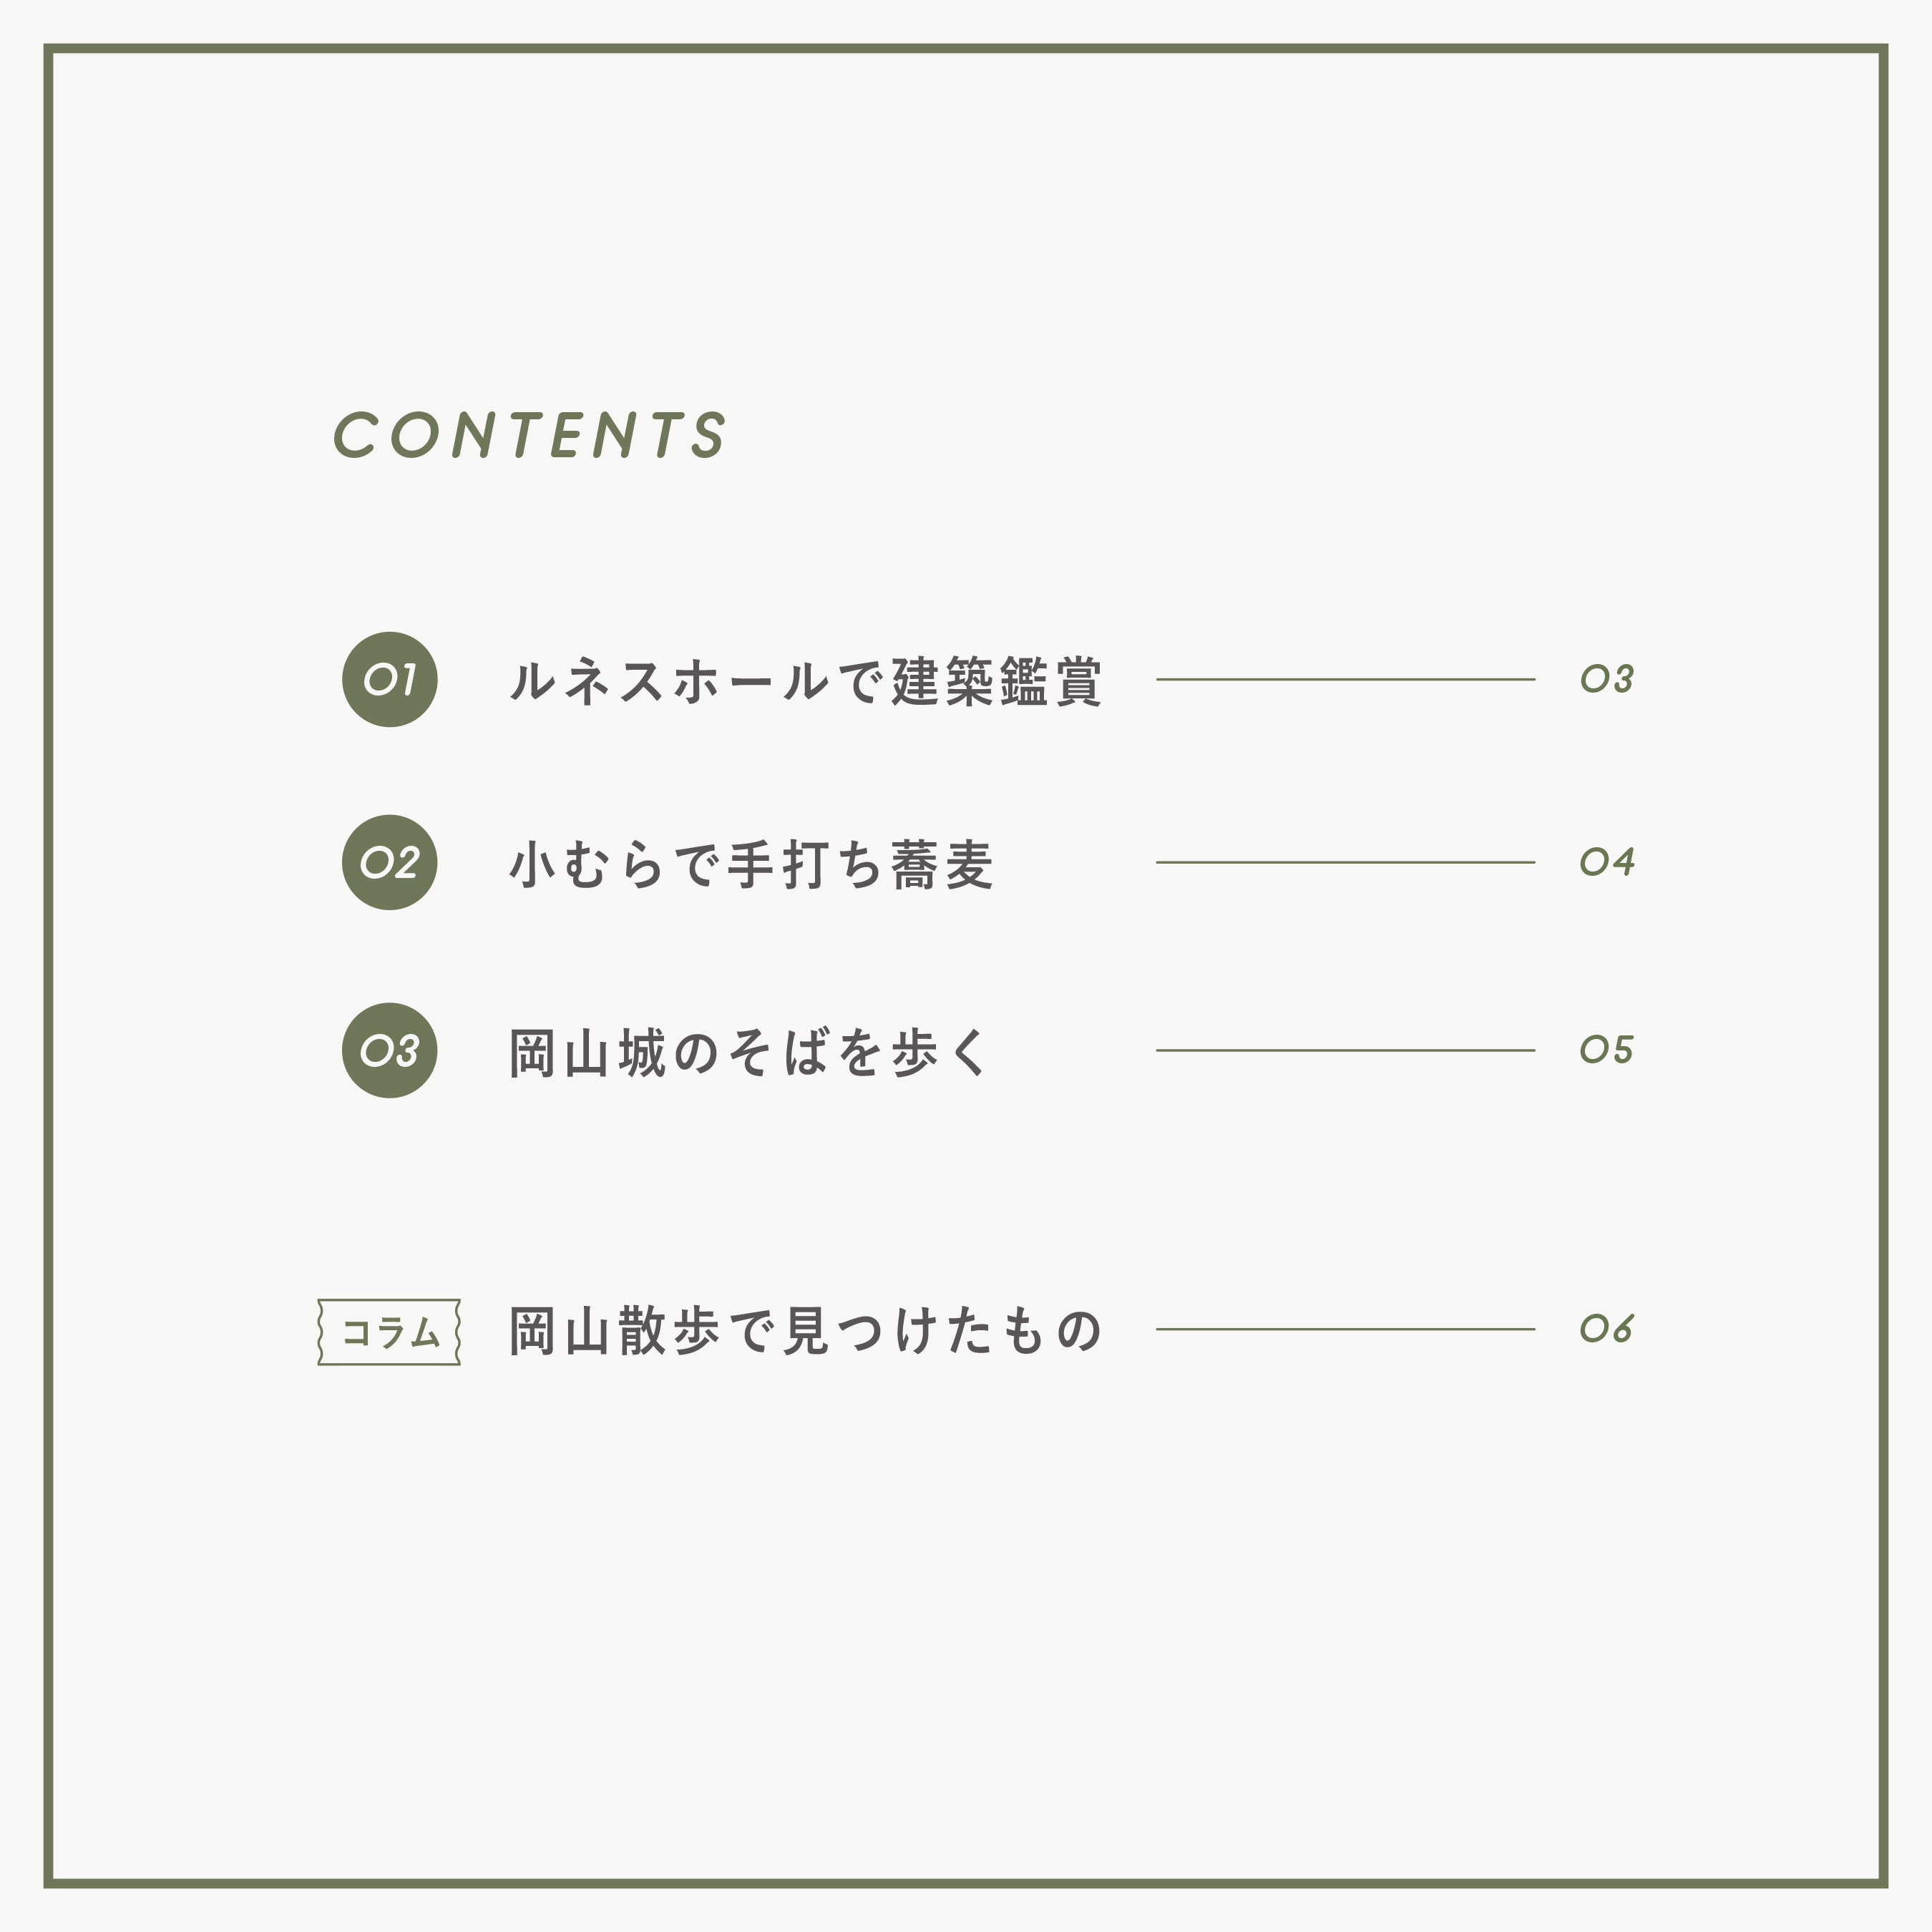 CONTENTS
01 ルネスホールで建築鑑賞 03
02 小むらで手打ち蕎麦 04
03 岡山城のそばを歩く 05
コラム 岡山散歩で見つけたもの 06